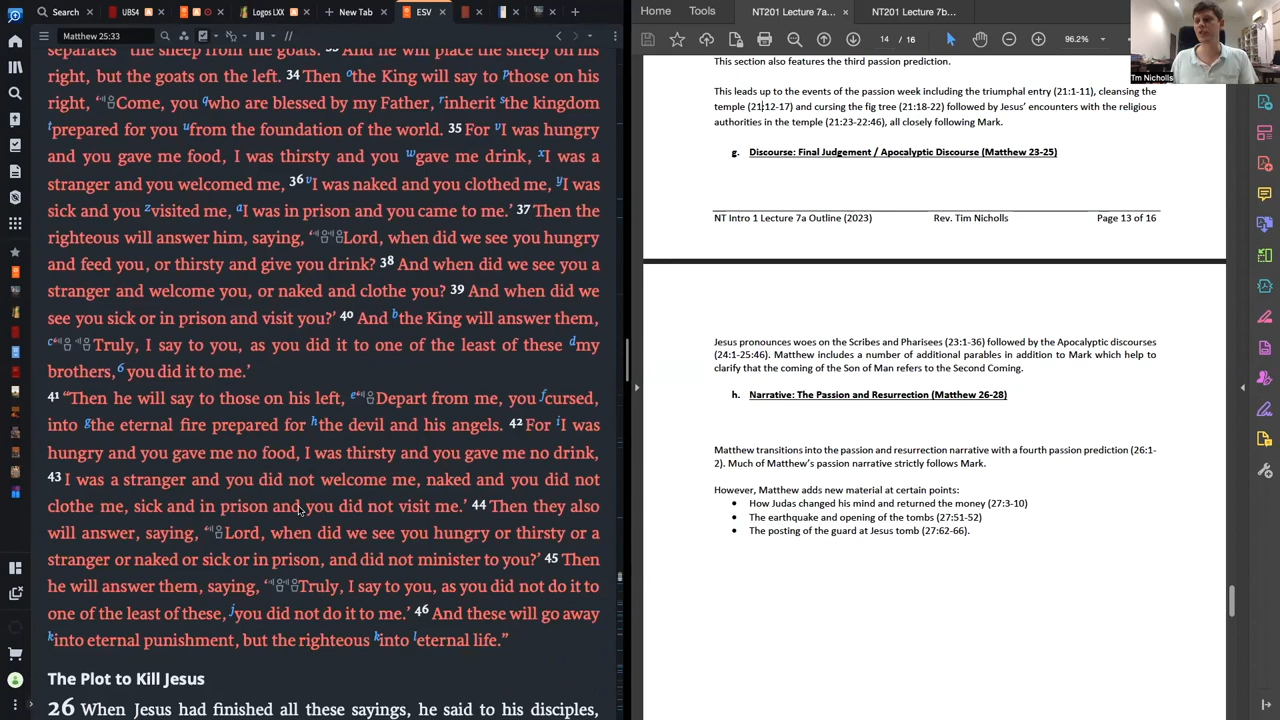 UBS4
Logos LXX
New Tab
ESV
Matthew 25:33
separates the sheep from the goats. 33 And he will place the sheep on his
right, but the goats on the left. 34 Then othe King will say to pthose on his
right, ‘Come, you qwho are blessed by my Father, rinherit sthe kingdom
tprepared for you ufrom the foundation of the world. 35 For vI was hungry
and you gave me food, I was thirsty and you wgave me drink, xI was a
stranger and you welcomed me, 36 vI was naked and you clothed me, yI was
sick and you zvisited me, aI was in prison and you came to me.’ 37 Then the
righteous will answer him, saying, ‘Lord, when did we see you hungry
and feed you, or thirsty and give you drink? 38 And when did we see you a
stranger and welcome you, or naked and clothe you? 39 And when did we
see you sick or in prison and visit you?’ 40 And bthe King will answer them,
c‘Truly, I say to you, as you did it to one of the least of these dmy
brothers,6 you did it to me.’
41 “Then he will say to those on his left, e‘Depart from me, you fcursed,
into gthe eternal fire prepared for hthe devil and his angels. 42 For iI was
hungry and you gave me no food, I was thirsty and you gave me no drink,
43 I was a stranger and you did not welcome me, naked and you did not
clothe me, sick and in prison and you did not visit me.’ 44 Then they also
will answer, saying, ‘Lord, when did we see you hungry or thirsty or a
stranger or naked or sick or in prison, and did not minister to you?’ 45 Then
he will answer them, saying, ‘Truly, I say to you, as you did not do it to
one of the least of these, jyou did not do it to me.’ 46 And these will go away
kinto eternal punishment, but the righteous kinto leternal life.”
The Plot to Kill Jesus
26 When Jesus had finished all these sayings, he said to his disciples,
Home Tools NT201 Lecture 7a... × NT201 Lecture 7b...
14 / 16 96.2%
This section also features the third passion prediction.
This leads up to the events of the passion week including the triumphal entry (21:1-11), cleansing the
temple (21:12-17) and cursing the fig tree (21:18-22) followed by Jesus’ encounters with the religious
authorities in the temple (21:23-22:46), all closely following Mark.
g. Discourse: Final Judgement / Apocalyptic Discourse (Matthew 23-25)
NT Intro 1 Lecture 7a Outline (2023) Rev. Tim Nicholls Page 13 of 16
Jesus pronounces woes on the Scribes and Pharisees (23:1-36) followed by the Apocalyptic discourses
(24:1-25:46). Matthew includes a number of additional parables in addition to Mark which help to
clarify that the coming of the Son of Man refers to the Second Coming.
h. Narrative: The Passion and Resurrection (Matthew 26-28)
Matthew transitions into the passion and resurrection narrative with a fourth passion prediction (26:1-
2). Much of Matthew’s passion narrative strictly follows Mark.
However, Matthew adds new material at certain points:
• How Judas changed his mind and returned the money (27:3-10)
• The earthquake and opening of the tombs (27:51-52)
• The posting of the guard at Jesus tomb (27:62-66).
Tm Nicholls